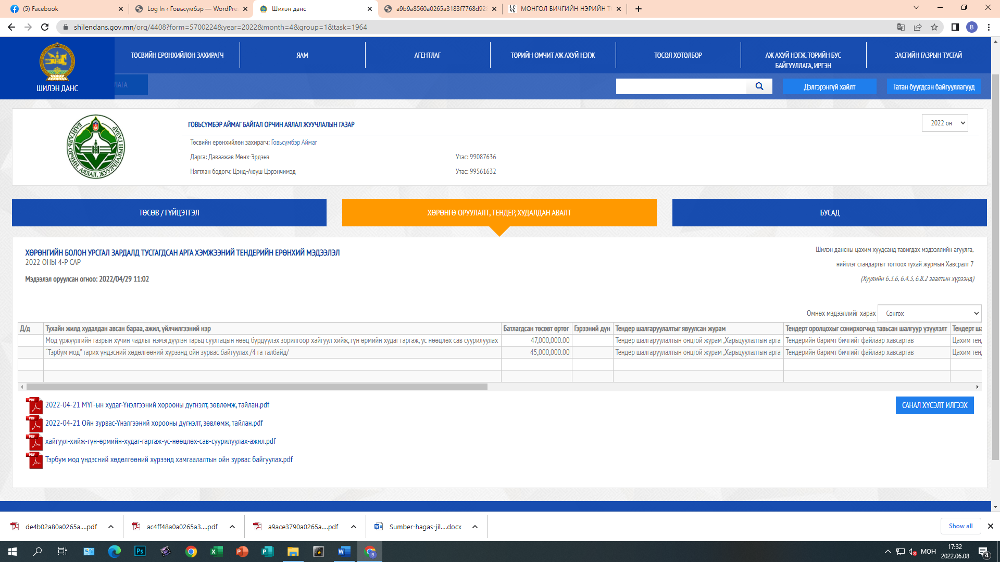 (5) Facebook
Log In ‹ Говьсүмбэр — WordPre
Шилэн данс
a9b9a8560a0265a3183f7768d92
МОНГОЛ БИЧГИЙН НЭРИЙН Т
shilendans.gov.mn/org/4408?form=5700224&year=2022&month=4&group=1&task=1964
B
ШИЛЭН ДАНС
ТӨСВИЙН ЕРӨНХИЙЛӨН ЗАХИРАГЧ
ЯАМ
АГЕНТЛАГ
ТӨРИЙН ӨМЧИТ АЖ АХУЙ НЭГЖ
ТӨСӨЛ ХӨТӨЛБӨР
АЖ АХУЙ НЭГЖ, ТӨРИЙН БУС
БАЙГУУЛЛАГА, ИРГЭН
ЗАСГИЙН ГАЗРЫН ТУСГАЙ
ЛАГА
Дэлгэрэнгүй хайлт
Татан буугдсан байгууллагууд
БАЙГАЛЬ ОРЧИН, АЯЛАЛ, ЖУУЧЛАЛЫН ГАЗАР
ГОВЬСҮМБЭР АЙМАГ БАЙГАЛ ОРЧИН АЯЛАЛ ЖУУЧЛАЛЫН ГАЗАР
2022 он
Төсвийн ерөнхийлөн захирагч: Говьсүмбэр Аймаг
Дарга: Даваажав Мөнх-Эрдэнэ
Утас: 99087636
Нягтлан бодогч: Цэнд-Аюуш Цэрэнчимэд
Утас: 99561632
ТӨСӨВ / ГҮЙЦЭТГЭЛ
ХӨРӨНГӨ ОРУУЛАЛТ, ТЕНДЕР, ХУДАЛДАН АВАЛТ
БУСАД
ХӨРӨНГИЙН БОЛОН УРСГАЛ ЗАРДАЛД ТУСГАГДСАН АРГА ХЭМЖЭЭНИЙ ТЕНДЕРИЙН ЕРӨНХИЙ МЭДЭЭЛЭЛ
2022 ОНЫ 4-Р САР
Мэдээлэл оруулсан огноо: 2022/04/29 11:02
Шилэн дансны цахим хуудсанд тавигдах мэдээллийн агуулга,
нийтлэг стандартыг тогтоох тухай журмын Хавсралт 7
(Хуулийн 6.3.6, 6.4.3, 6.8.2 заалтын хүрээнд)
Өмнөх мэдээллийг харах
Сонгох
Д/д
Тухайн жилд худалдан авсан бараа, ажил, үйлчилгээний нэр
Батлагдсан төсөвт өртөг
Гэрээний дүн
Тендер шалгаруулалтыг явуулсан журам
Тендерт оролцохыг сонирхогчид тавьсан шалгуур үзүүлэлт
Тендерт ша
Мод үржүүлгийн газрын хүчин чадлыг нэмэгдүүлэн тарьц суулгацын нөөц бүрдүүлэх зорилгоор хайгуул хийж, гүн өрмийн худаг гаргаж, ус нөөцлөх сав суурилуулах
47,000,000.00
Тендер шалгаруулалтын онцгой журам ,Харьцуулалтын арга
Тендерийн баримт бичгийг файлаар хавсаргав
Цахим тен
"Тэрбум мод" тарих үндэсний хөдөлгөөний хүрээнд ойн зурвас байгуулах /4 га талбайд/
45,000,000.00
Тендер шалгаруулалтын онцгой журам ,Харьцуулалтын арга
Тендерийн баримт бичгийг файлаар хавсаргав
Цахим тен
PDF
2022-04-21 МҮГ-ын худаг-Үнэлгээний хорооны дүгнэлт, зөвлөмж, тайлан.pdf
САНАЛ ХҮСЭЛТ ИЛГЭЭХ
PDF
2022-04-21 Ойн зурвас-Үнэлгээний хорооны дүгнэлт, зөвлөмж, тайлан.pdf
PDF
хайгуул-хийж-гүн-өрмийн-худаг-гаргаж-ус-нөөцлөх-сав-суурилуулах-ажил.pdf
PDF
Тэрбум мод үндэсний хөдөлгөөний хүрээнд хамгаалалтын ойн зурвас байгуулах.pdf
de4b02a80a0265a....pdf
ac4ff48a0a0265a3....pdf
a9ace3790a0265a....pdf
Sumber-hagas-jil....docx
Show all
Ps
МОН
17:32
2022.06.08
4